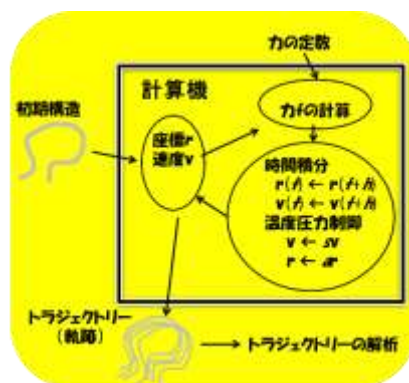 力の定数
計算機
初期構造
力fの計算
座標r
速度v
時間積分
r(t) ← r(t+h)
v(t) ← v(t+h)
温度圧力制御
v ← sv
r ← ar
トラジェクトリー
(軌跡)
トラジェクトリーの解析